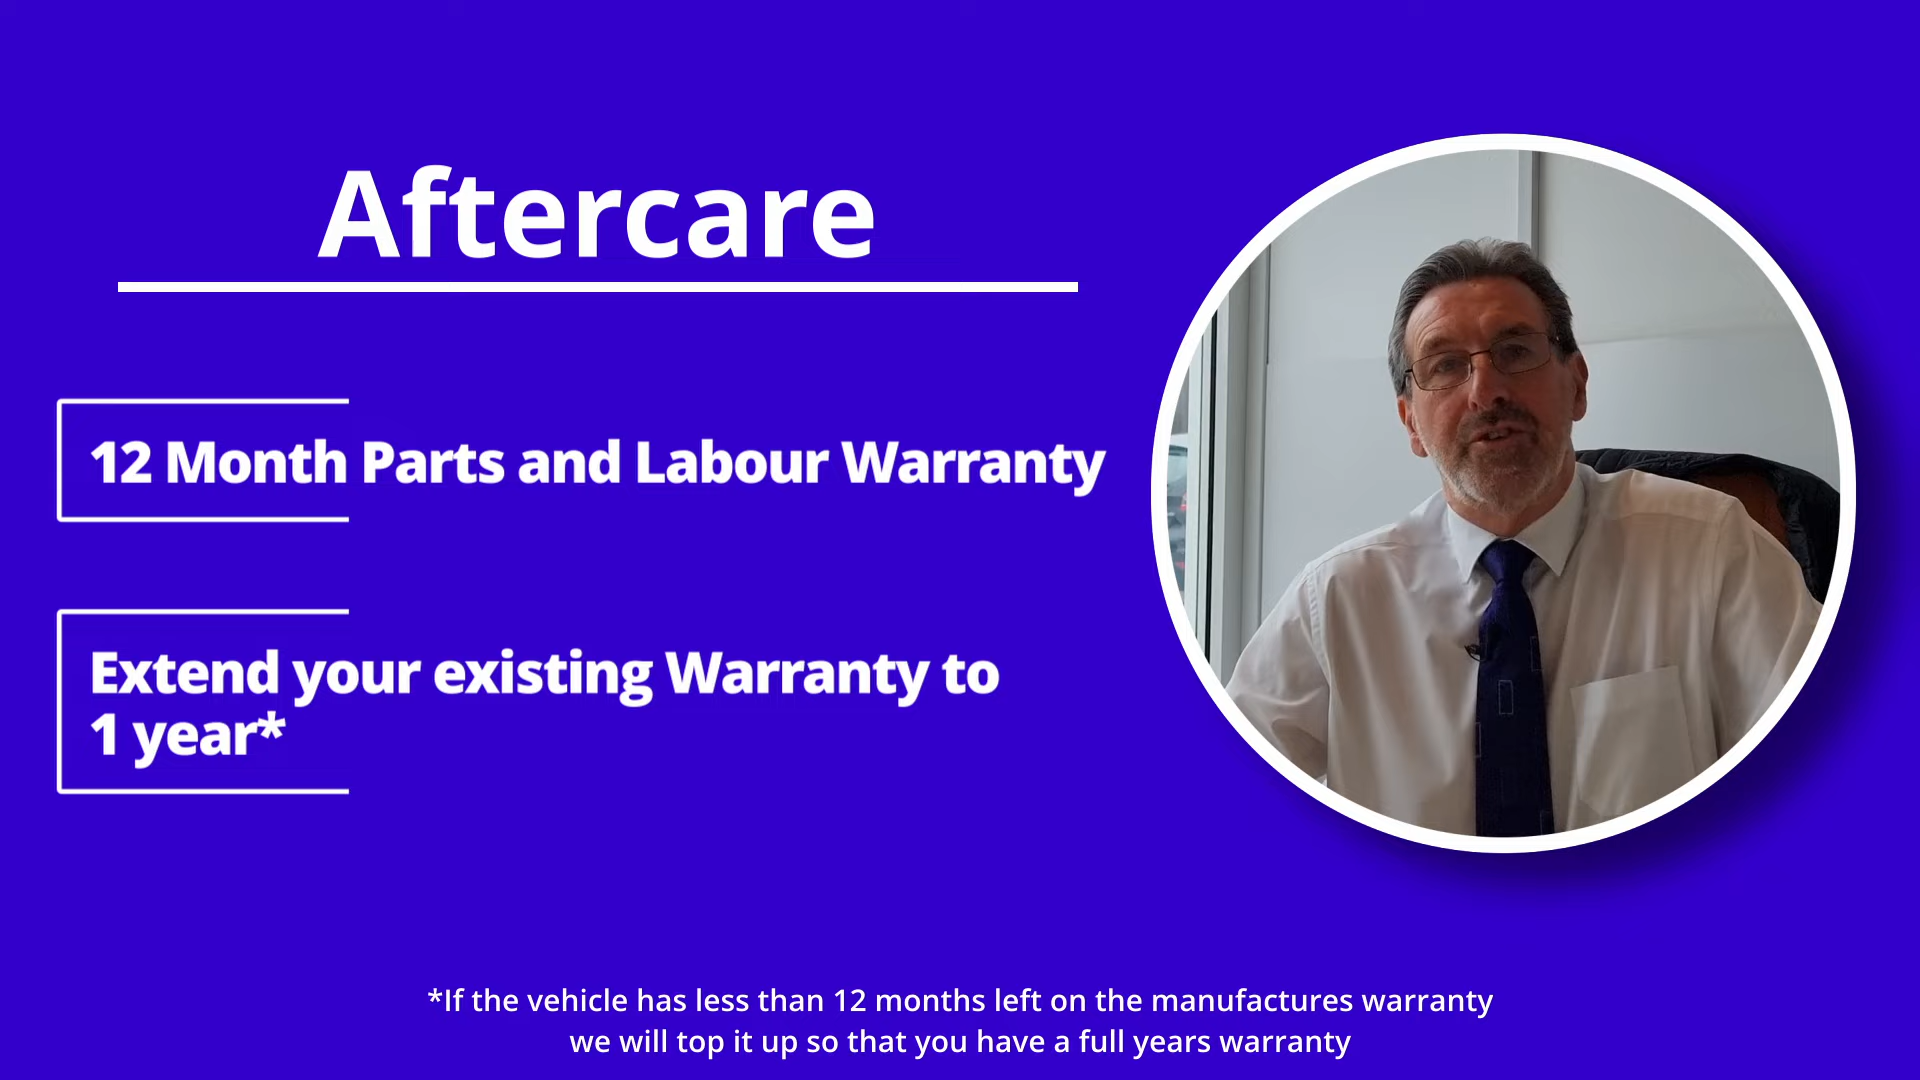 Aftercare
12 Month Parts and Labour Warranty
Extend your existing Warranty to
1 year*
*If the vehicle has less than 12 months left on the manufactures warranty
we will top it up so that you have a full years warranty